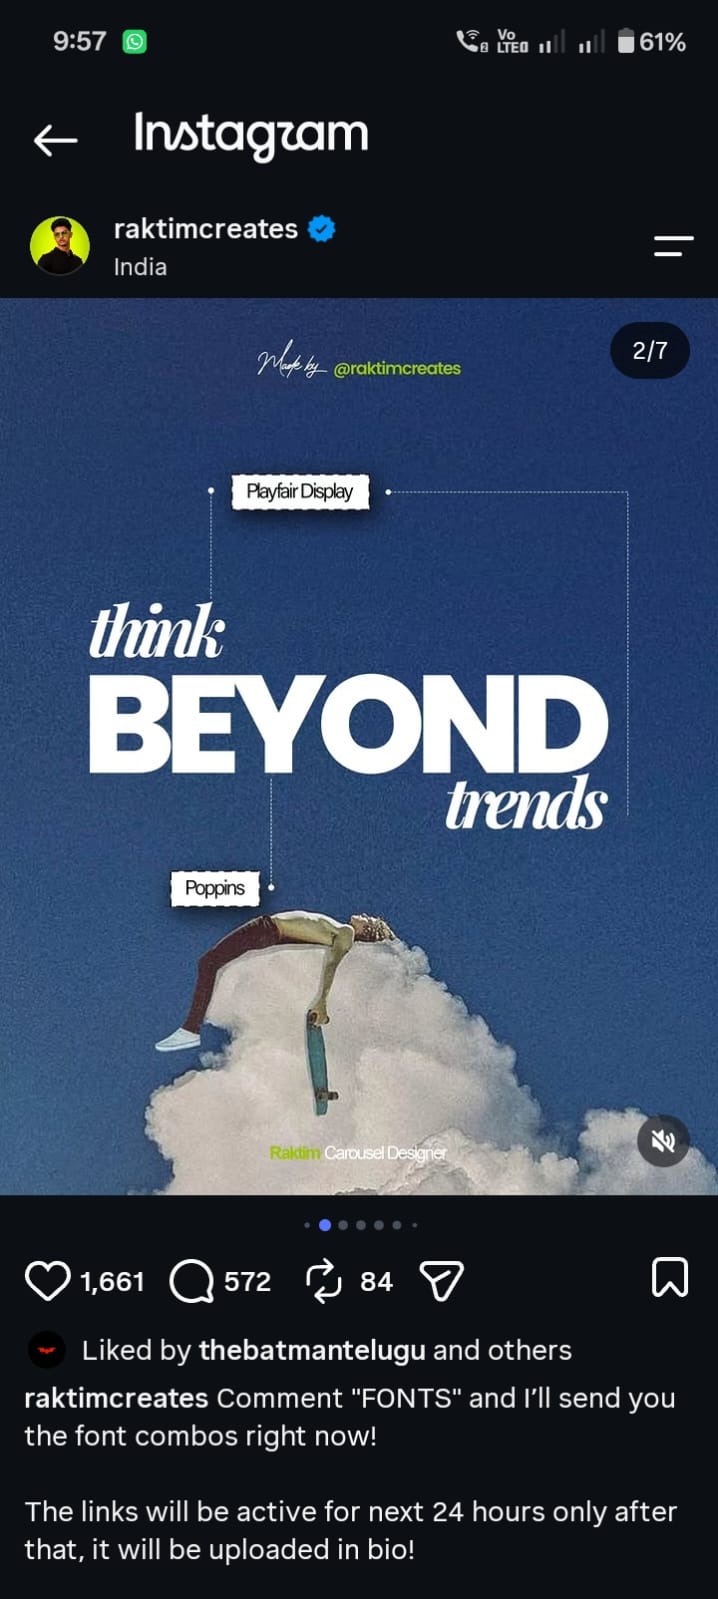 9:57
Vo
LTE
2
61%
Instagram
raktimcreates
India
2/7
Made by @raktimcreates
Playfair Display
think
BEYOND
trends
Poppins
Raktim Carousel Designer
1,661
572
84
Liked by thebatmantelugu and others
raktimcreates Comment "FONTS" and I'll send you
the font combos right now!
The links will be active for next 24 hours only after
that, it will be uploaded in bio!